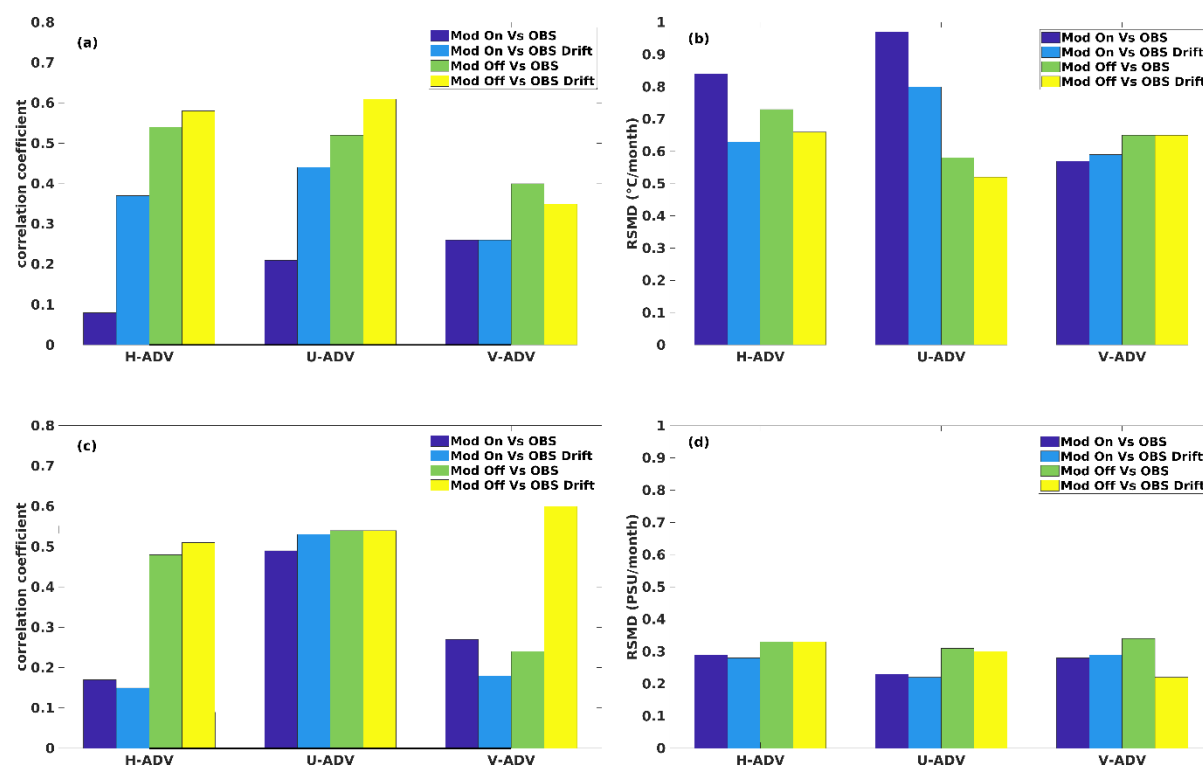 (a)
Mod On Vs OBS
Mod On Vs OBS Drift
Mod Off Vs OBS
Mod Off Vs OBS Drift
correlation coefficient
0.8
0.7
0.6
0.5
0.4
0.3
0.2
0.1
0
H-ADV U-ADV V-ADV
(b)
Mod On Vs OBS
Mod On Vs OBS Drift
Mod Off Vs OBS
Mod Off Vs OBS Drift
RSMD (°C/month)
1
0.9
0.8
0.7
0.6
0.5
0.4
0.3
0.2
0.1
0
H-ADV U-ADV V-ADV
(c)
Mod On Vs OBS
Mod On Vs OBS Drift
Mod Off Vs OBS
Mod Off Vs OBS Drift
correlation coefficient
0.8
0.7
0.6
0.5
0.4
0.3
0.2
0.1
0
H-ADV U-ADV V-ADV
(d)
Mod On Vs OBS
Mod On Vs OBS Drift
Mod Off Vs OBS
Mod Off Vs OBS Drift
RSMD (PSU/month)
1
0.9
0.8
0.7
0.6
0.5
0.4
0.3
0.2
0.1
0
H-ADV U-ADV V-ADV